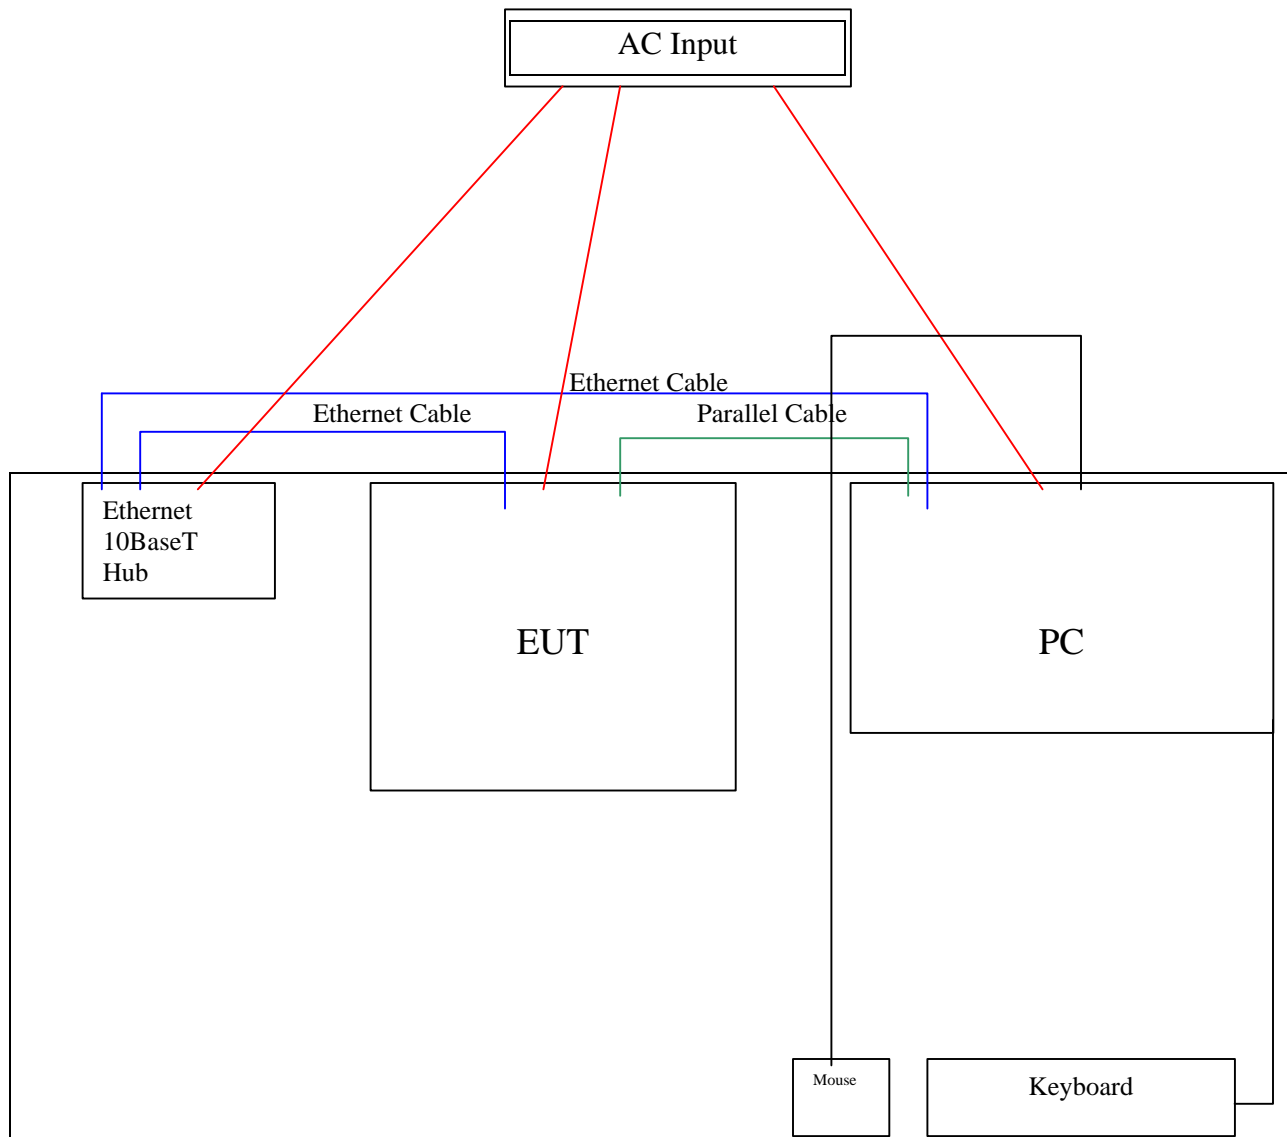 AC Input
Ethernet Cable
Ethernet Cable
Parallel Cable
Ethernet
10BaseT
Hub
EUT
PC
Mouse
Keyboard